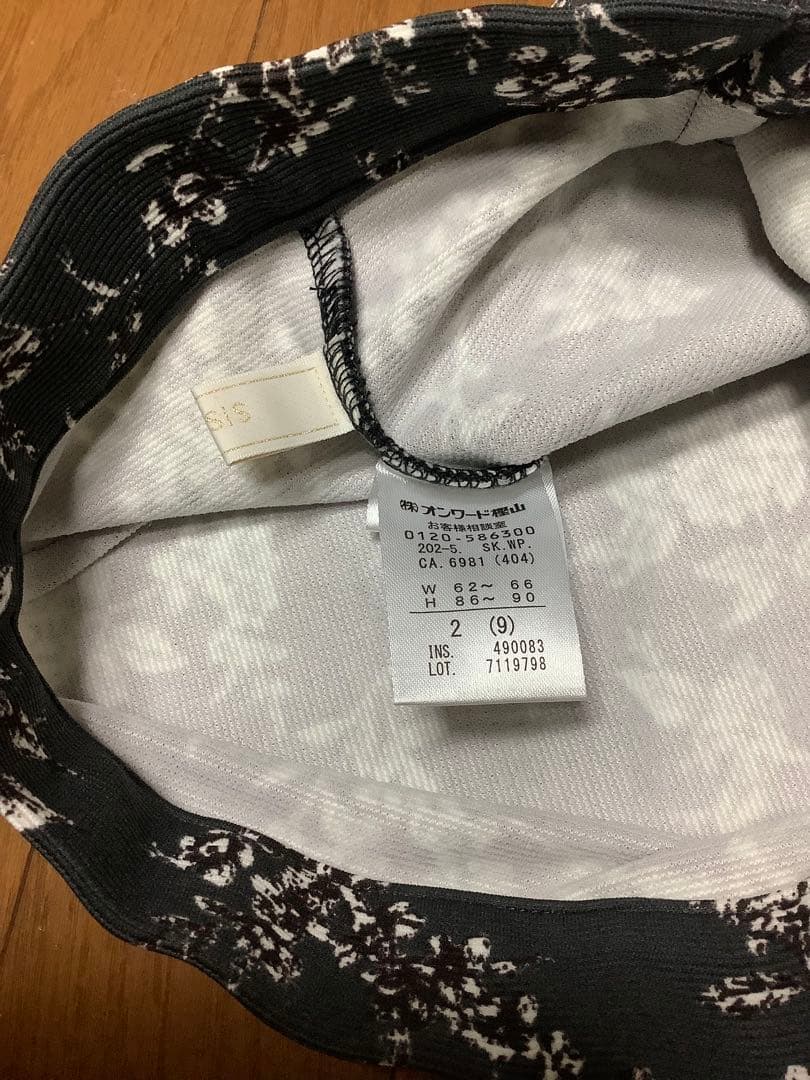 SIS
㈱オンワード樫山
お客様相談室
0120-586300
202-5. SK.WP.
CA.6981 (404)
W 62～ 66
H 86～ 90
2 (9)
INS. 490083
LOT. 7119798